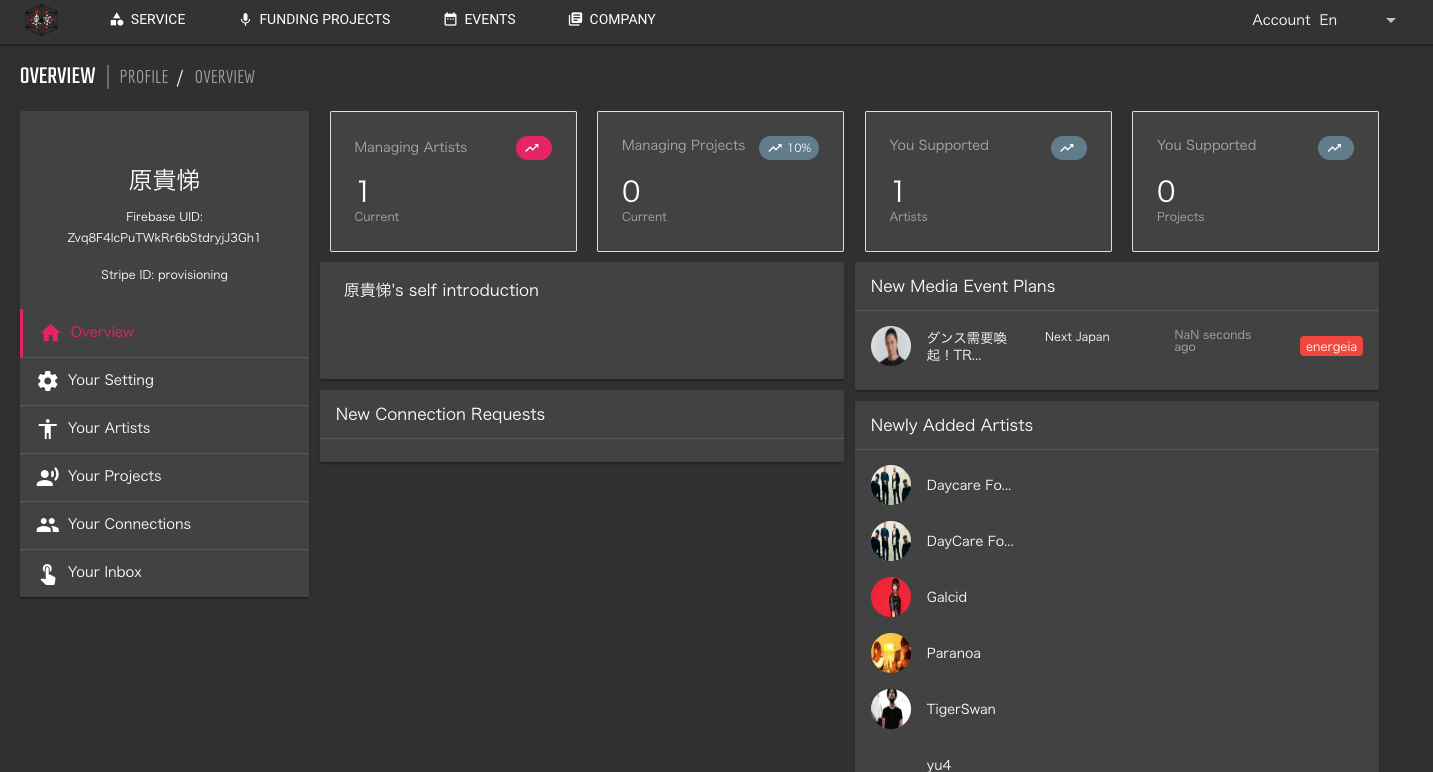 SERVICE
FUNDING PROJECTS
EVENTS
COMPANY
Account En
OVERVIEW
PROFILE / OVERVIEW
原貴悌
Firebase UID:
Zvq8F4lcPuTWkRr6bStdryjJ3Gh1
Stripe ID: provisioning
Overview
Your Setting
Your Artists
Your Projects
Your Connections
Your Inbox
Managing Artists
1
Current
Managing Projects
10%
0
Current
You Supported
1
Artists
You Supported
0
Projects
原貴悌's self introduction
New Connection Requests
New Media Event Plans
ダンス需要喚
起！TR...
Next Japan
NaN seconds
ago
energeia
Newly Added Artists
Daycare Fo...
DayCare Fo...
Galcid
Paranoa
TigerSwan
yu4